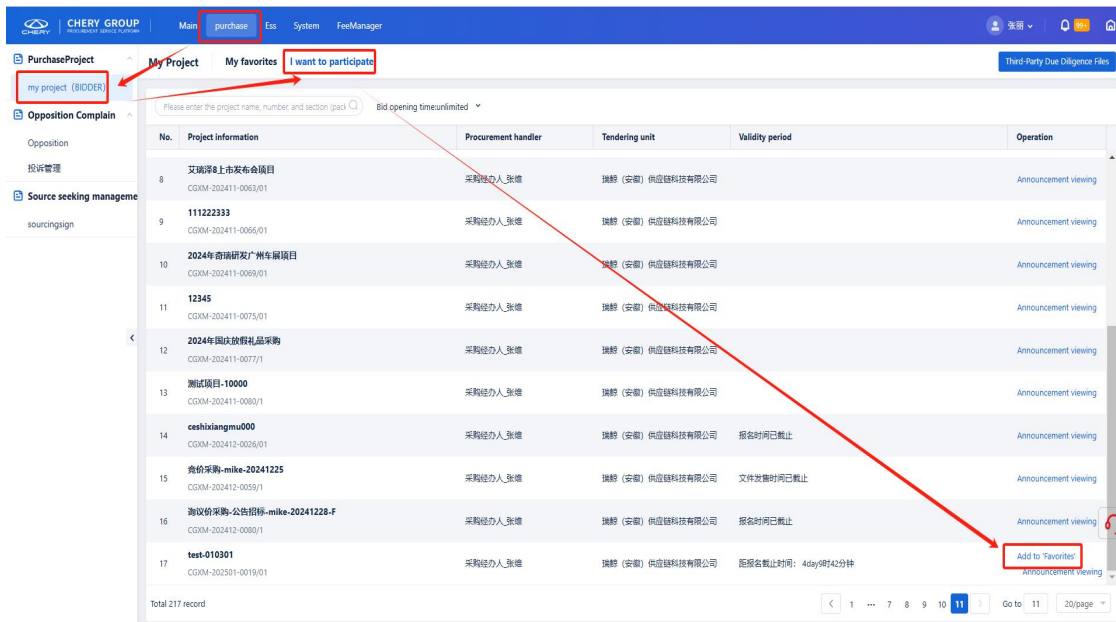 CHERY
CHERY GROUP
PROCUREMENT SERVICE PLATFORM
Main purchase Ess System FeeManager
张丽
99+
PurchaseProject
my project (BIDDER)
Opposition Complain
Opposition
投诉管理
Source seeking manageme
sourcingsign
My Project My favorites I want to participate
Third-Party Due Diligence Files
Please enter the project name, number, and section (pack
Bid opening time:unlimited
No. Project information Procurement handler Tendering unit Validity period Operation
8 艾瑞泽8上市发布会项目 采购经办人_张维 瑞鲸（安徽）供应链科技有限公司 Announcement viewing
CGXM-202411-0063/01
9 111222333 采购经办人_张维 瑞鲸（安徽）供应链科技有限公司 Announcement viewing
CGXM-202411-0066/01
10 2024年奇瑞研发广州车展项目 采购经办人_张维 瑞鲸（安徽）供应链科技有限公司 Announcement viewing
CGXM-202411-0069/01
11 12345 采购经办人_张维 瑞鲸（安徽）供应链科技有限公司 Announcement viewing
CGXM-202411-0075/01
12 2024年国庆放假礼品采购 采购经办人_张维 瑞鲸（安徽）供应链科技有限公司 Announcement viewing
CGXM-202411-0077/1
13 测试项目-10000 采购经办人_张维 瑞鲸（安徽）供应链科技有限公司 Announcement viewing
CGXM-202411-0080/1
14 ceshixiangmu000 采购经办人_张维 瑞鲸（安徽）供应链科技有限公司 报名时间已截止 Announcement viewing
CGXM-202412-0026/01
15 竞价采购-mike-20241225 采购经办人_张维 瑞鲸（安徽）供应链科技有限公司 文件发售时间已截止 Announcement viewing
CGXM-202412-0059/1
16 询议价采购-公告招标-mike-20241228-F 采购经办人_张维 瑞鲸（安徽）供应链科技有限公司 报名时间已截止 Announcement viewing
CGXM-202412-0080/1
17 test-010301 采购经办人_张维 瑞鲸（安徽）供应链科技有限公司 距报名截止时间： 4day9时42分钟 Add to 'Favorites'
CGXM-202501-0019/01 Announcement viewing
Total 217 record
1 ... 7 8 9 10 11 Go to 11 20/page